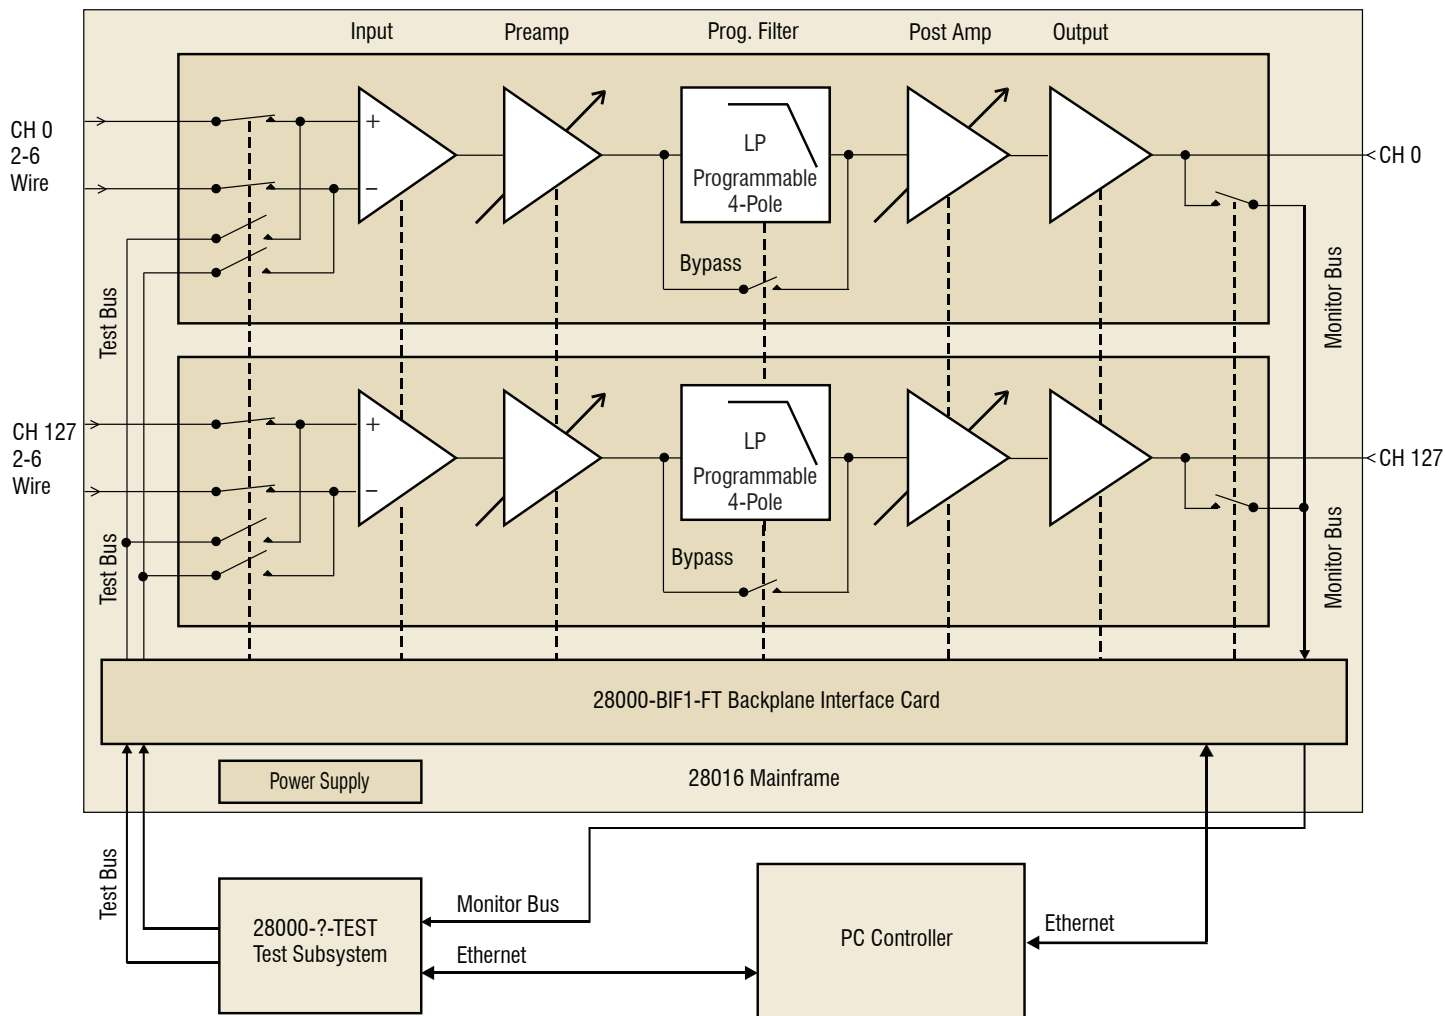 Input
Preamp
Prog. Filter
Post Amp
Output
CH 0
2-6
Wire
+
−
LP
Programmable
4-Pole
Bypass
CH 0
Test Bus
Monitor Bus
CH 127
2-6
Wire
+
−
LP
Programmable
4-Pole
Bypass
CH 127
Test Bus
Monitor Bus
28000-BIF1-FT Backplane Interface Card
Power Supply
28016 Mainframe
Test Bus
28000-?-TEST
Test Subsystem
Monitor Bus
Ethernet
PC Controller
Ethernet